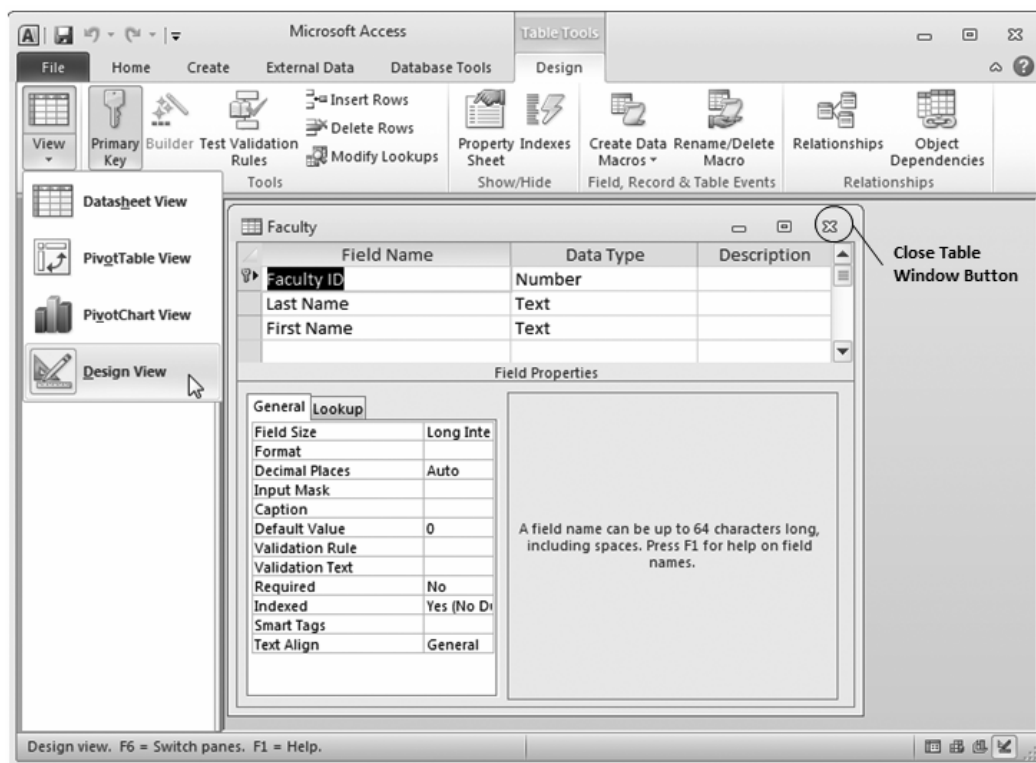 Microsoft Access
Table Tools
File Home Create External Data Database Tools Design
View
Primary Key
Builder
Test Validation Rules
Insert Rows
Delete Rows
Modify Lookups
Property Sheet
Indexes
Create Data Macros
Rename/Delete Macro
Relationships
Object Dependencies
Tools Show/Hide Field, Record & Table Events Relationships
Datasheet View
PivotTable View
PivotChart View
Design View
Faculty
Close Table
Window Button
Field Name Data Type Description
Faculty ID Number
Last Name Text
First Name Text
Field Properties
General Lookup
Field Size Long Inte
Format
Decimal Places Auto
Input Mask
Caption
Default Value 0
Validation Rule
Validation Text
Required No
Indexed Yes (No Du
Smart Tags
Text Align General
A field name can be up to 64 characters long,
including spaces. Press F1 for help on field
names.
Design view. F6 = Switch panes. F1 = Help.